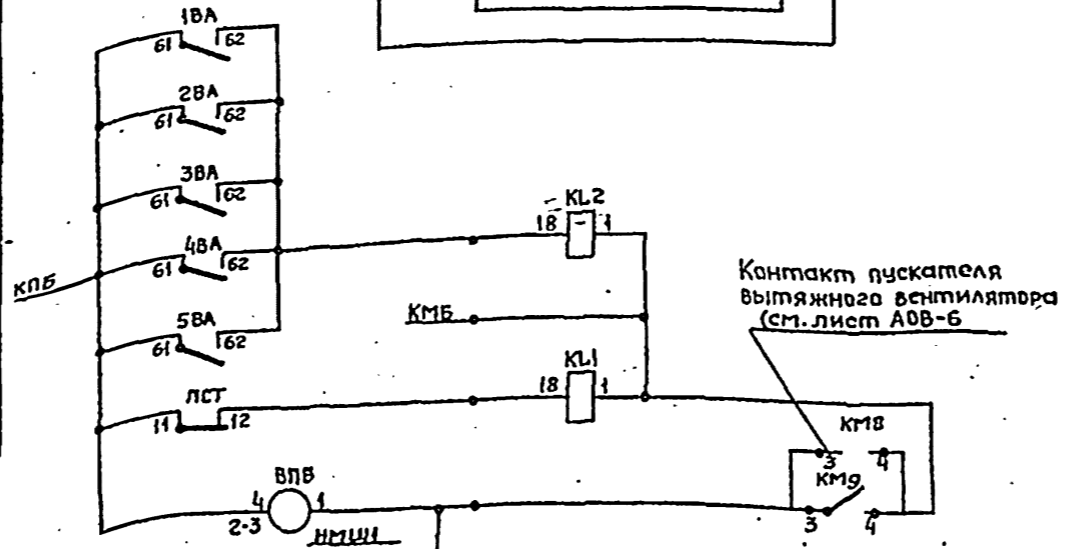 1ВА
61 62
2ВА
61 62
3ВА
61 62
KL2
18 1
4ВА
61 62
КПБ
Контакт пускателя
вытяжного вентилятора
(см. лист АОВ-6
КМБ
5ВА
61 62
KL1
18 1
ПСТ
11 12
КМ8
3 4
ВПВ
4 1
2-3
КМ9
3 4
НМШ1